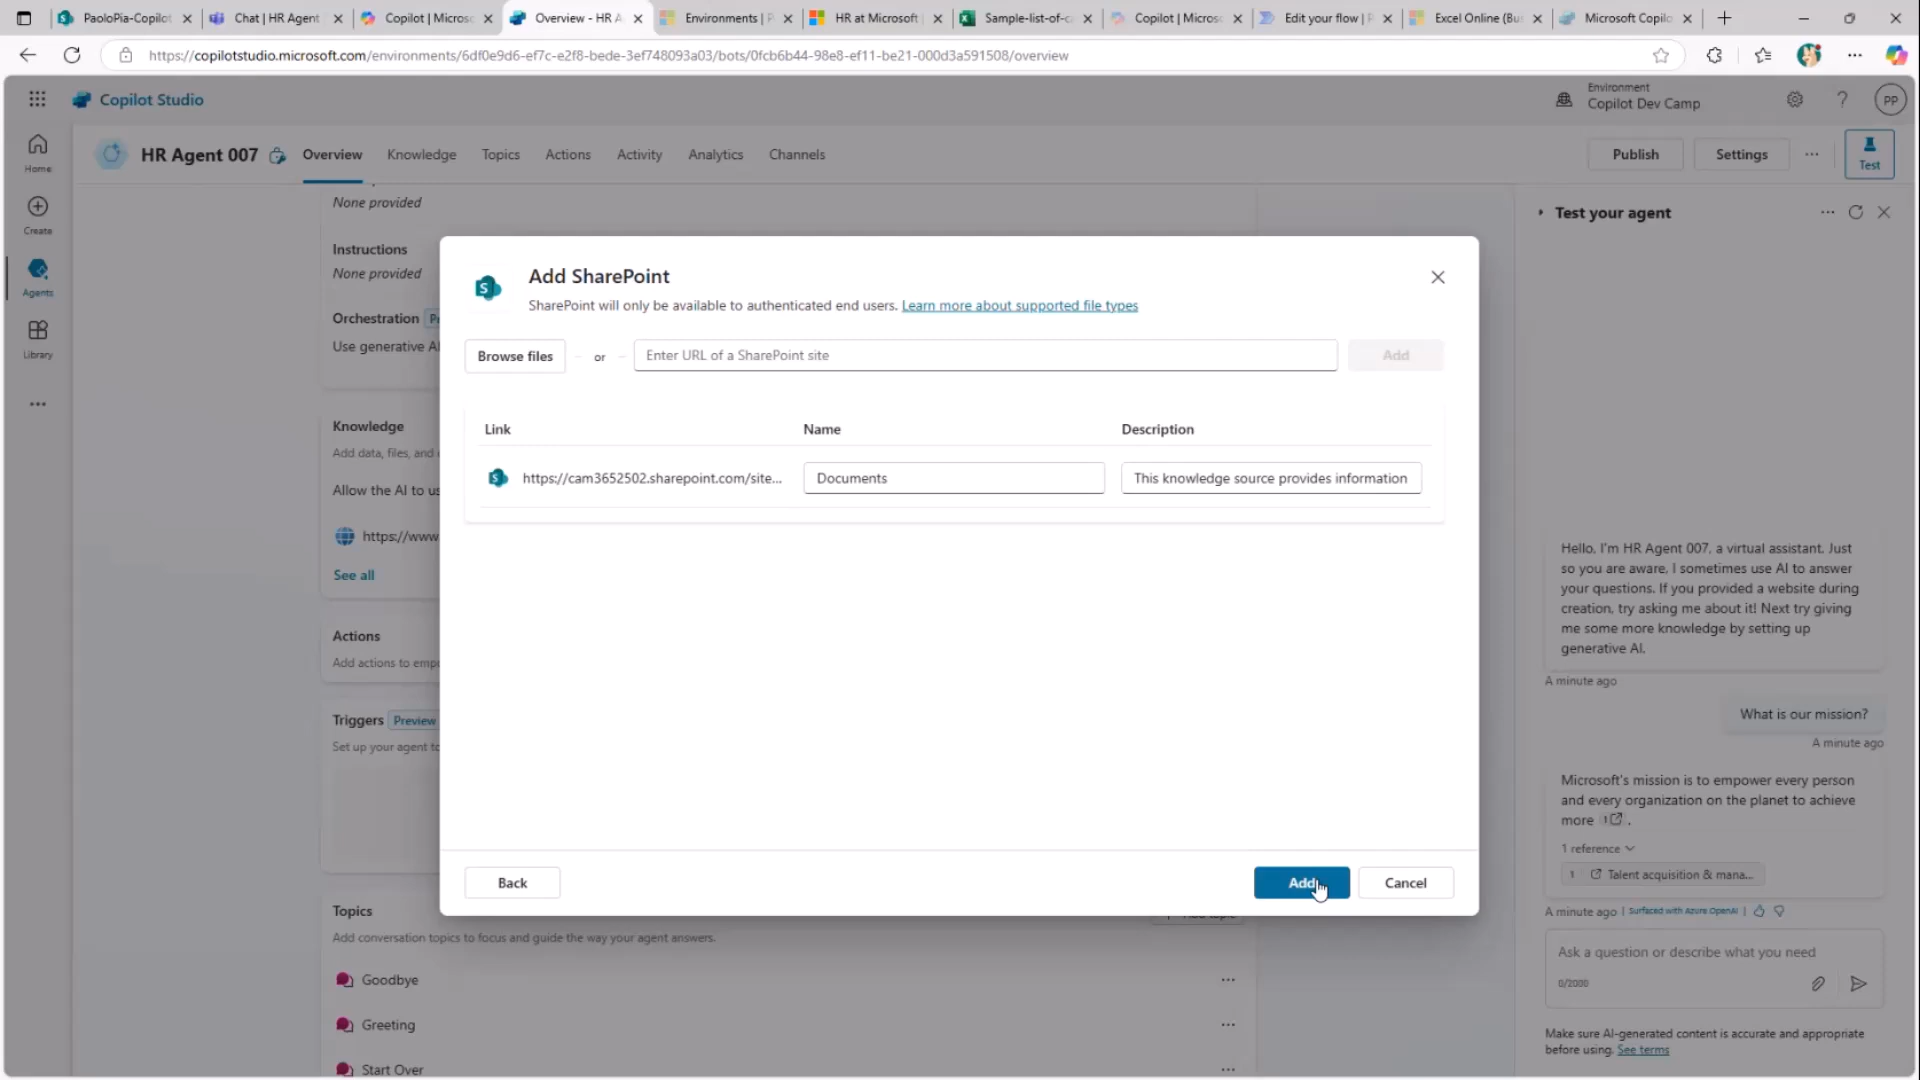 PaoloPia-Copilot
Chat | HR Agent
Copilot | Micros
Overview - HR A
Environments | P
HR at Microsoft
Sample-list-of-c
Copilot | Micros
Edit your flow | P
Excel Online (Bu
Microsoft Copilo
https://copilotstudio.microsoft.com/environments/6df0e9d6-ef7c-e2f8-bede-3ef748093a03/bots/0fcb6b44-98e8-ef11-be21-000d3a591508/overview
Copilot Studio
Environment
Copilot Dev Camp
?
PP
Home
Create
Agents
Library
HR Agent 007
Overview
Knowledge
Topics
Actions
Activity
Analytics
Channels
Publish
Settings
Test
None provided
Instructions
None provided
Orchestration
Use generative AI
Knowledge
Add data, files, and
Allow the AI to us
https://www
See all
Actions
Add actions to emp
Triggers Preview
Set up your agent to
Topics
Add conversation topics to focus and guide the way your agent answers.
Goodbye
Greeting
Start Over
Add SharePoint
SharePoint will only be available to authenticated end users. Learn more about supported file types
Browse files
or
Enter URL of a SharePoint site
Add
Link
Name
Description
https://cam3652502.sharepoint.com/site...
Documents
This knowledge source provides information
Back
Add
Cancel
Test your agent
Hello, I'm HR Agent 007, a virtual assistant. Just
so you are aware, I sometimes use AI to answer
your questions. If you provided a website during
creation, try asking me about it! Next try giving
me some more knowledge by setting up
generative AI.
A minute ago
What is our mission?
A minute ago
Microsoft's mission is to empower every person
and every organization on the planet to achieve
more 1 .
1 reference
1 Talent acquisition & mana...
A minute ago | Surfaced with Azure OpenAI |
Ask a question or describe what you need
0/2000
Make sure AI-generated content is accurate and appropriate
before using. See terms